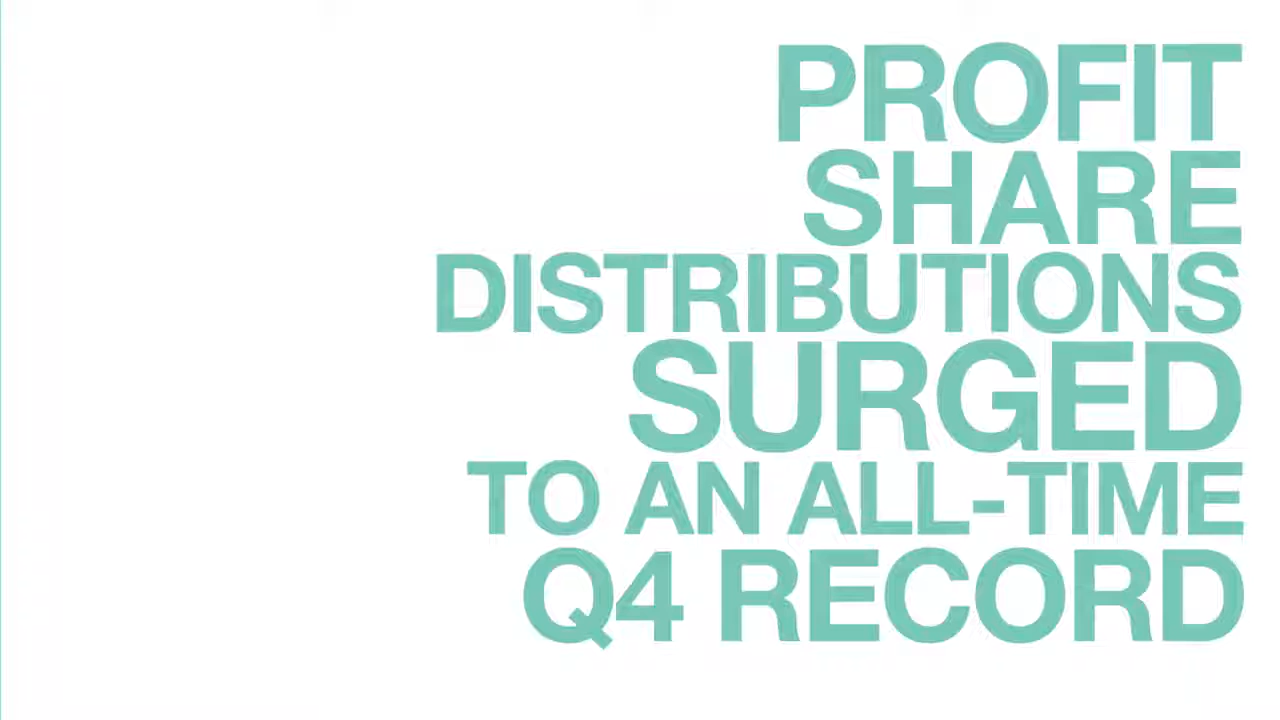 PROFIT
SHARE
DISTRIBUTIONS
SURGED
TO AN ALL-TIME
Q4 RECORD